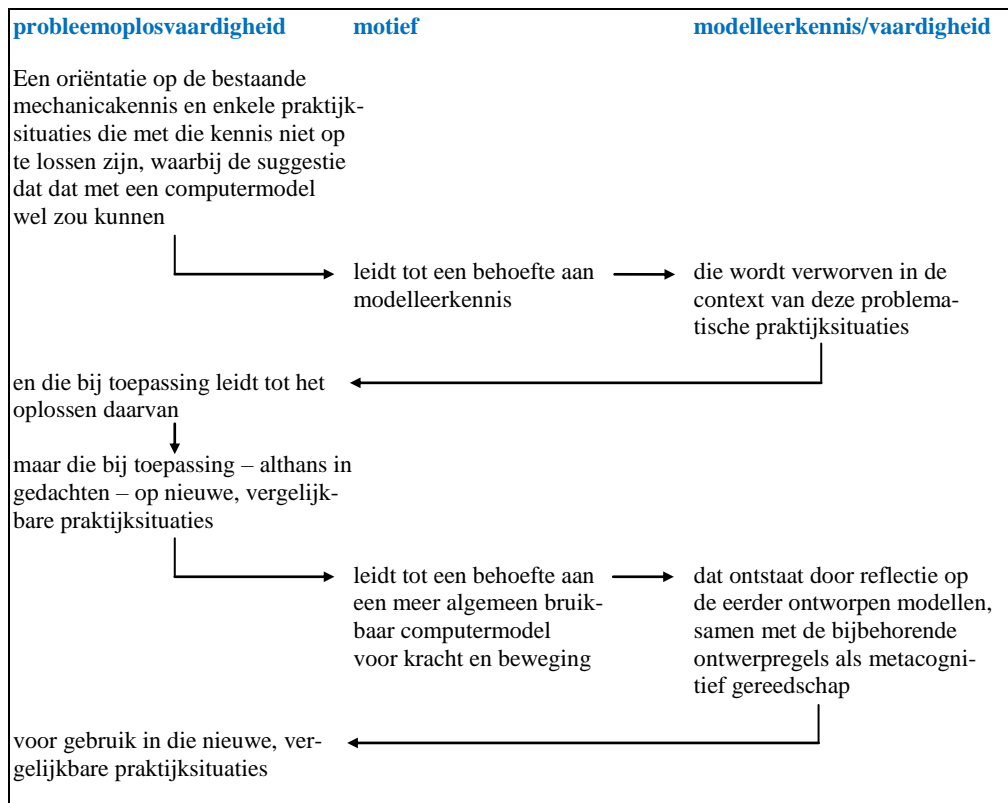 probleemoplosvaardigheid motief modelleerkennis/vaardigheid
Een oriëntatie op de bestaande
mechanicakennis en enkele praktijk-
situaties die met die kennis niet op
te lossen zijn, waarbij de suggestie
dat dat met een computermodel
wel zou kunnen
leidt tot een behoefte aan
modelleerkennis
die wordt verworven in de
context van deze problema-
tische praktijksituaties
en die bij toepassing leidt tot het
oplossen daarvan
maar die bij toepassing – althans in
gedachten – op nieuwe, vergelijk-
bare praktijksituaties
leidt tot een behoefte aan
een meer algemeen bruik-
baar computermodel
voor kracht en beweging
dat ontstaat door reflectie op
de eerder ontworpen modellen,
samen met de bijbehorende
ontwerpregels als metacogni-
tief gereedschap
voor gebruik in die nieuwe, ver-
gelijkbare praktijksituaties